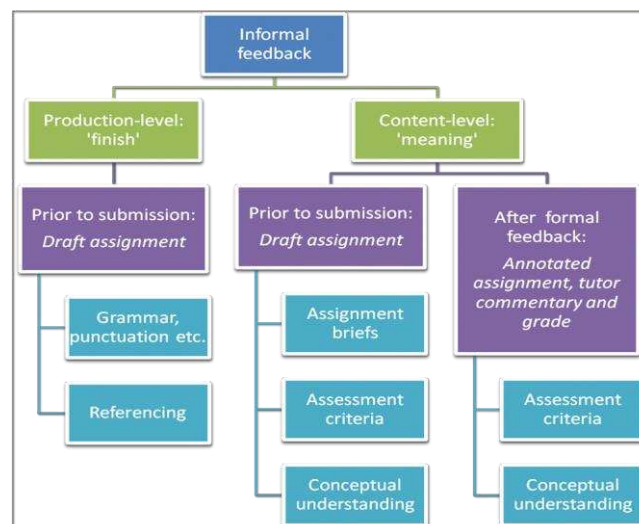 Informal
feedback
Production-level:
'finish'
Content-level:
'meaning'
Prior to submission:
Draft assignment
Prior to submission:
Draft assignment
After formal
feedback:
Annotated
assignment, tutor
commentary and
grade
Grammar,
punctuation etc.
Referencing
Assignment
briefs
Assessment
criteria
Conceptual
understanding
Assessment
criteria
Conceptual
understanding